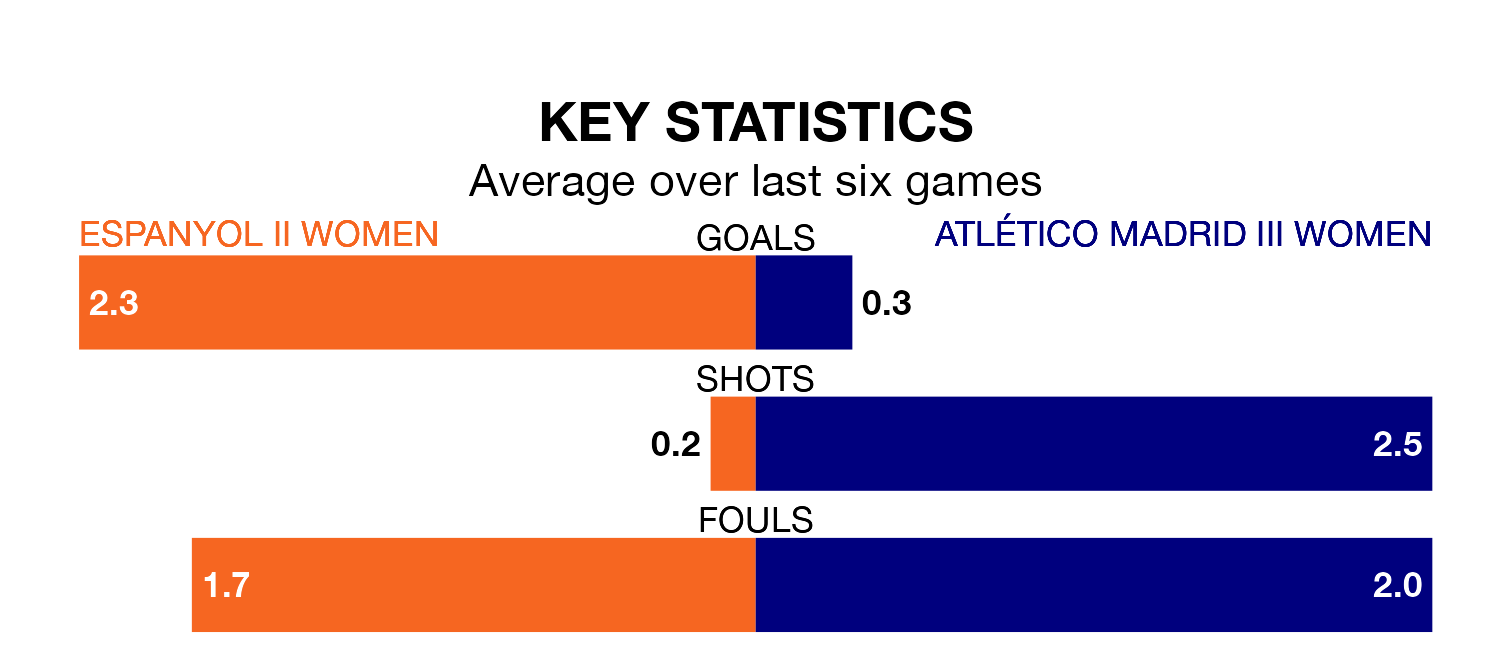 KEY STATISTICS
Average over last six games
ESPANYOL II WOMEN
GOALS
ATLÉTICO MADRID III WOMEN
2.3
0.3
SHOTS
0.2
2.5
FOULS
1.7
2.0